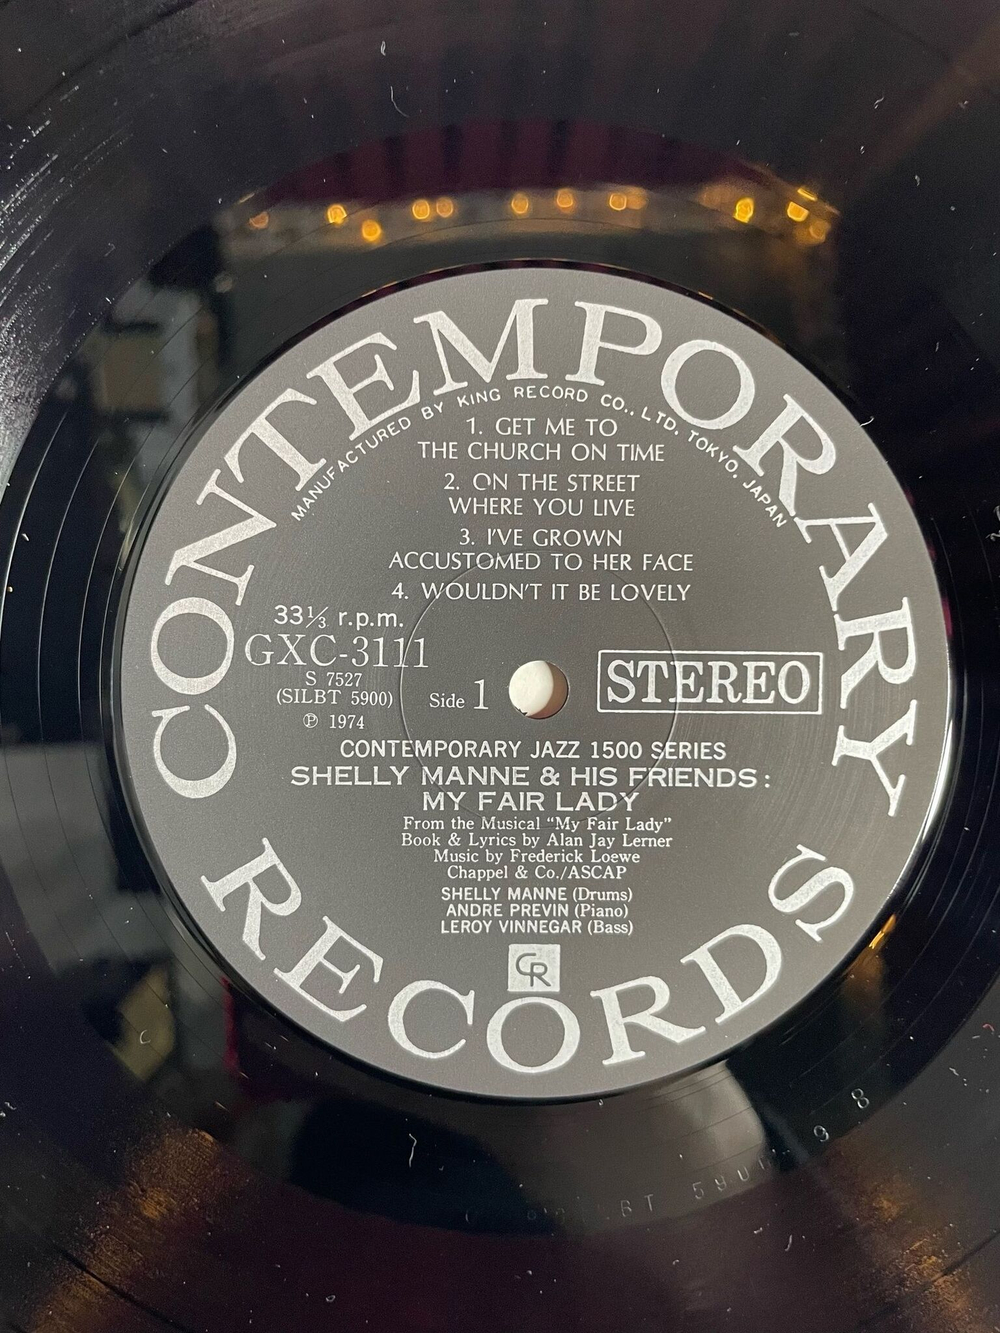 CONTEMPORARY
MANUFACTURED BY KING RECORD CO., LTD. TOKYO. JAPAN
1. GET ME TO
THE CHURCH ON TIME
2. ON THE STREET
WHERE YOU LIVE
3. I'VE GROWN
ACCUSTOMED TO HER FACE
4. WOULDN'T IT BE LOVELY
33⅓ r.p.m.
GXC-3111
S 7527
(SILBT 5900)
℗ 1974
Side 1
STEREO
CONTEMPORARY JAZZ 1500 SERIES
SHELLY MANNE & HIS FRIENDS:
MY FAIR LADY
From the Musical "My Fair Lady"
Book & Lyrics by Alan Jay Lerner
Music by Frederick Loewe
Chappel & Co./ASCAP
SHELLY MANNE (Drums)
ANDRE PREVIN (Piano)
LEROY VINNEGAR (Bass)
CR
RECORDS